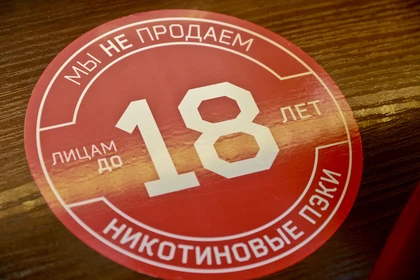 МЫ НЕ ПРОДАЕМ
ЛИЦАМ ДО 18 ЛЕТ
НИКОТИНОВЫЕ ПЭКИ